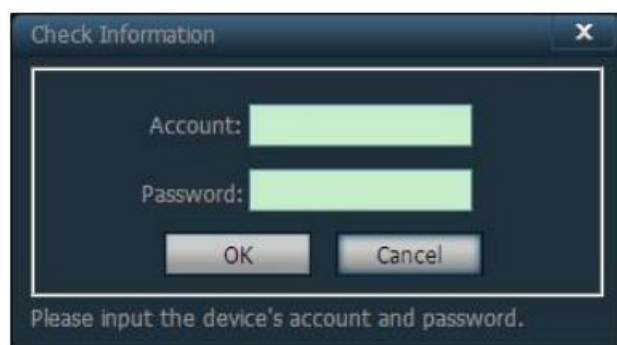 Check Information X
Account:
Password:
OK Cancel
Please input the device's account and password.